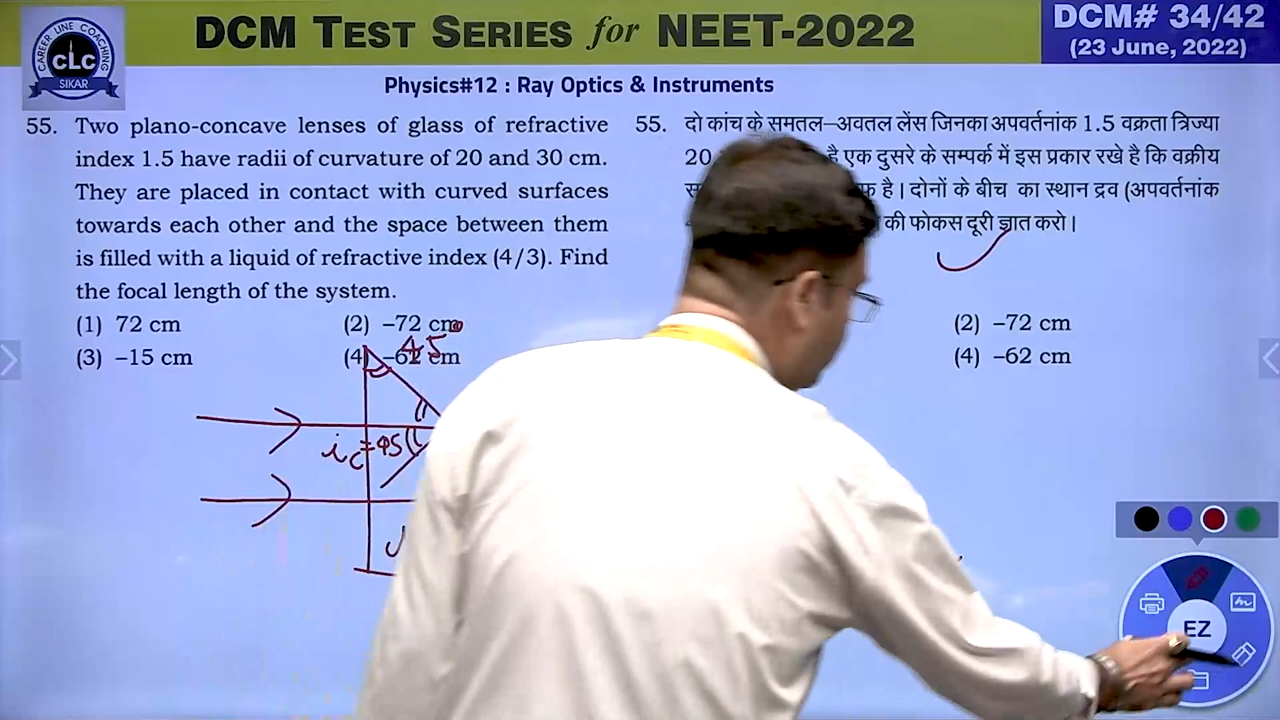 CAREER LINE COACHING
CLC
SIKAR
DCM TEST SERIES for NEET-2022
DCM# 34/42
(23 June, 2022)
Physics#12 : Ray Optics & Instruments
55. Two plano-concave lenses of glass of refractive
index 1.5 have radii of curvature of 20 and 30 cm.
They are placed in contact with curved surfaces
towards each other and the space between them
is filled with a liquid of refractive index (4/3). Find
the focal length of the system.
(1) 72 cm
(2) –72 cm
(3) –15 cm
(4) –62 cm
45
ic
45
55. दो कांच के समतल–अवतल लेंस जिनका अपवर्तनांक 1.5 वक्रता त्रिज्या
20 है एक दुसरे के सम्पर्क में इस प्रकार रखे है कि वक्रीय
है। दोनों के बीच का स्थान द्रव (अपवर्तनांक
की फोकस दूरी ज्ञात करो।
(2) –72 cm
(4) –62 cm
EZ